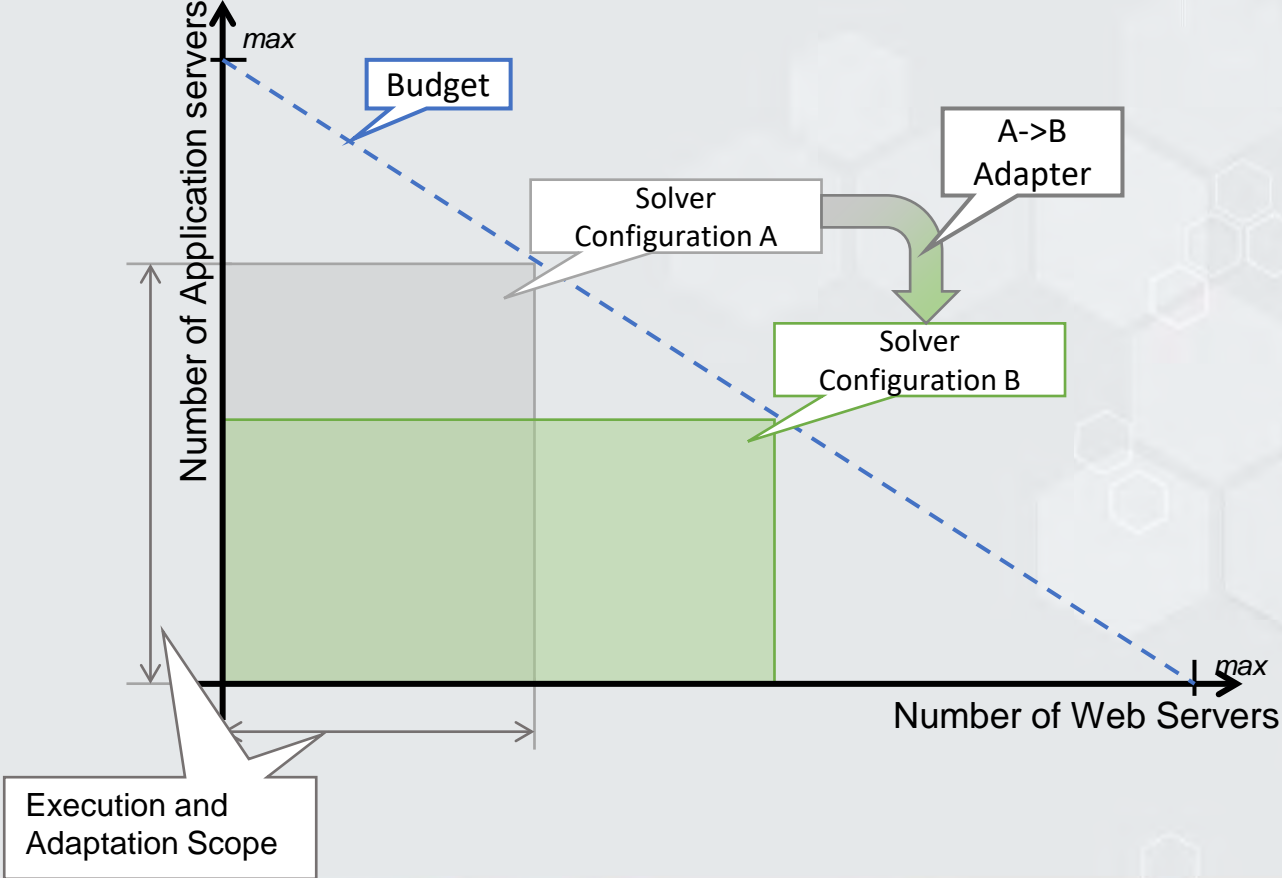 Number of Application servers
max
Budget
A->B
Adapter
Solver
Configuration A
Solver
Configuration B
max
Number of Web Servers
Execution and
Adaptation Scope